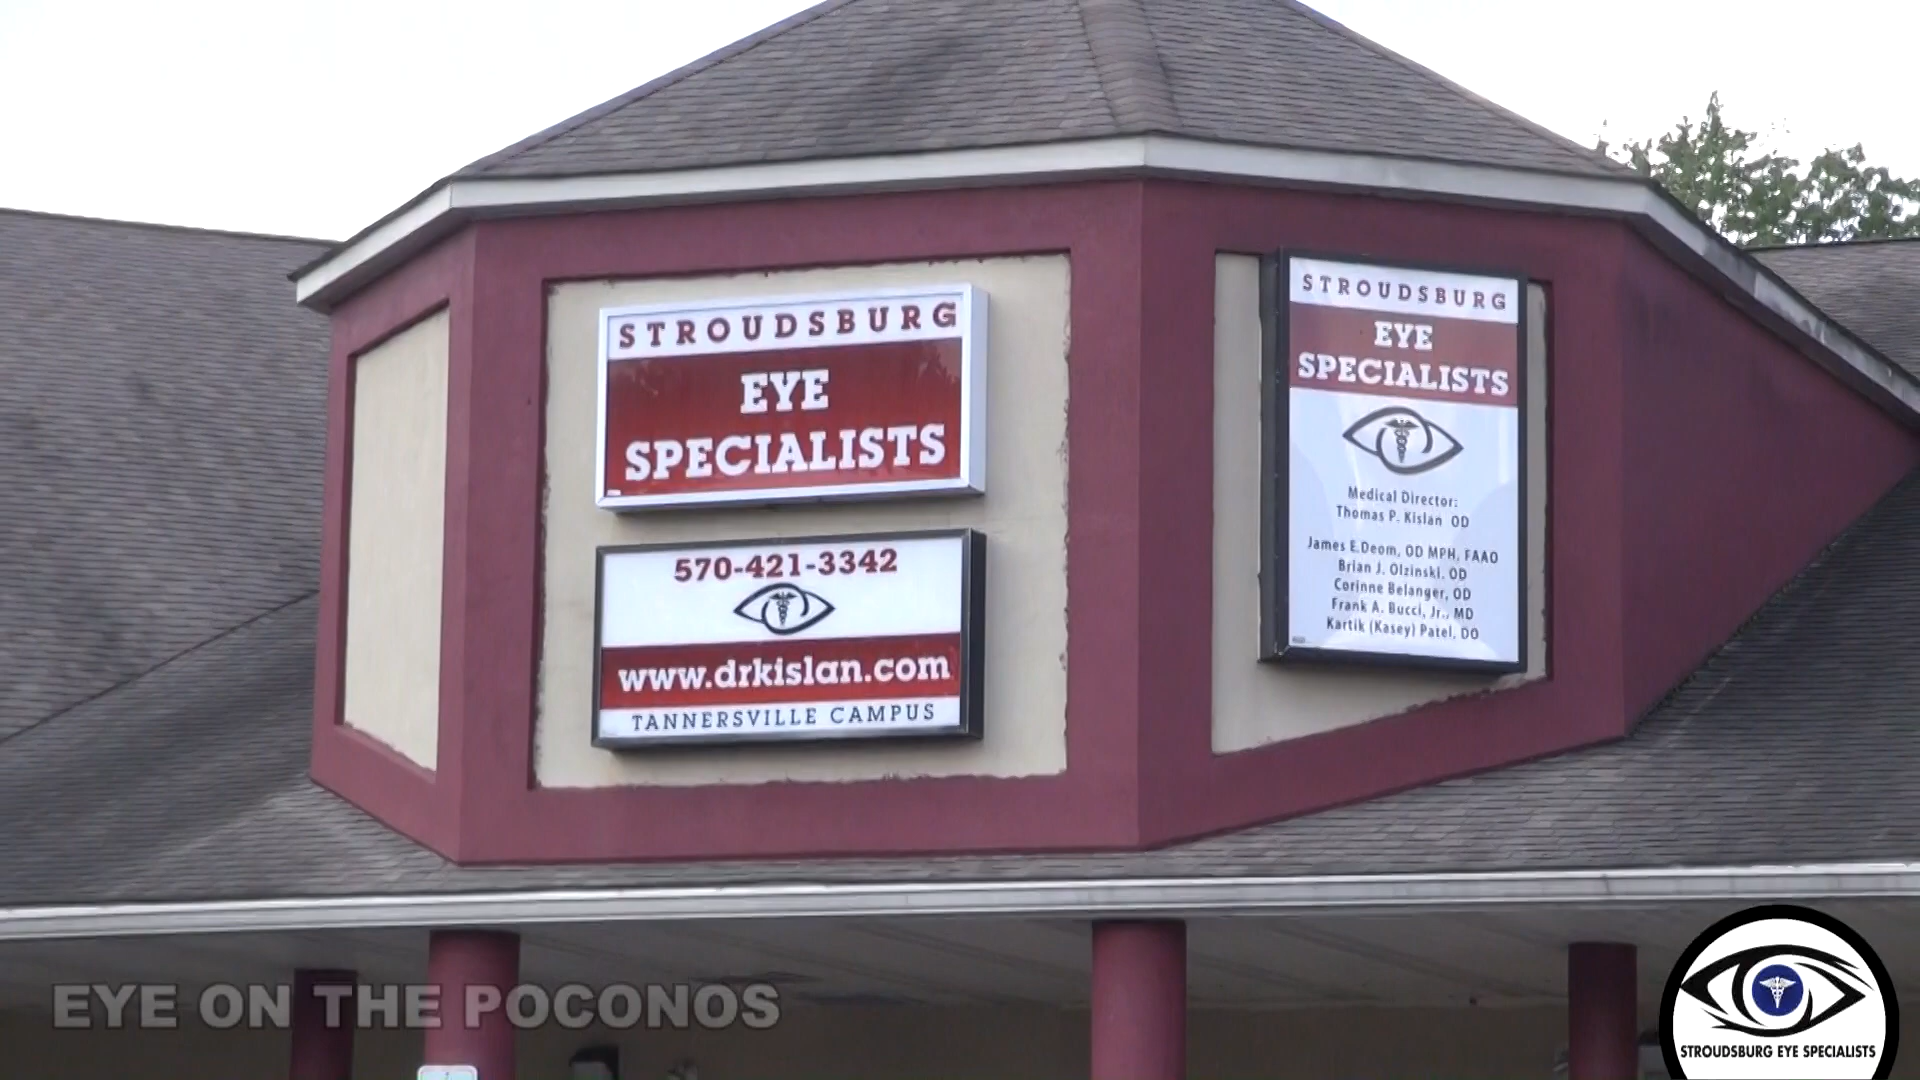 STROUDSBURG
EYE
SPECIALISTS
570-421-3342
www.drkislan.com
TANNERSVILLE CAMPUS
STROUDSBURG
EYE
SPECIALISTS
Medical Director:
Thomas P. Kislan OD
James E.Deom, OD MPH, FAAO
Brian J. Olzinski, OD
Corinne Belanger, OD
Frank A. Bucci, Jr., MD
Kartik (Kasey) Patel, DO
EYE ON THE POCONOS
STROUDSBURG EYE SPECIALISTS